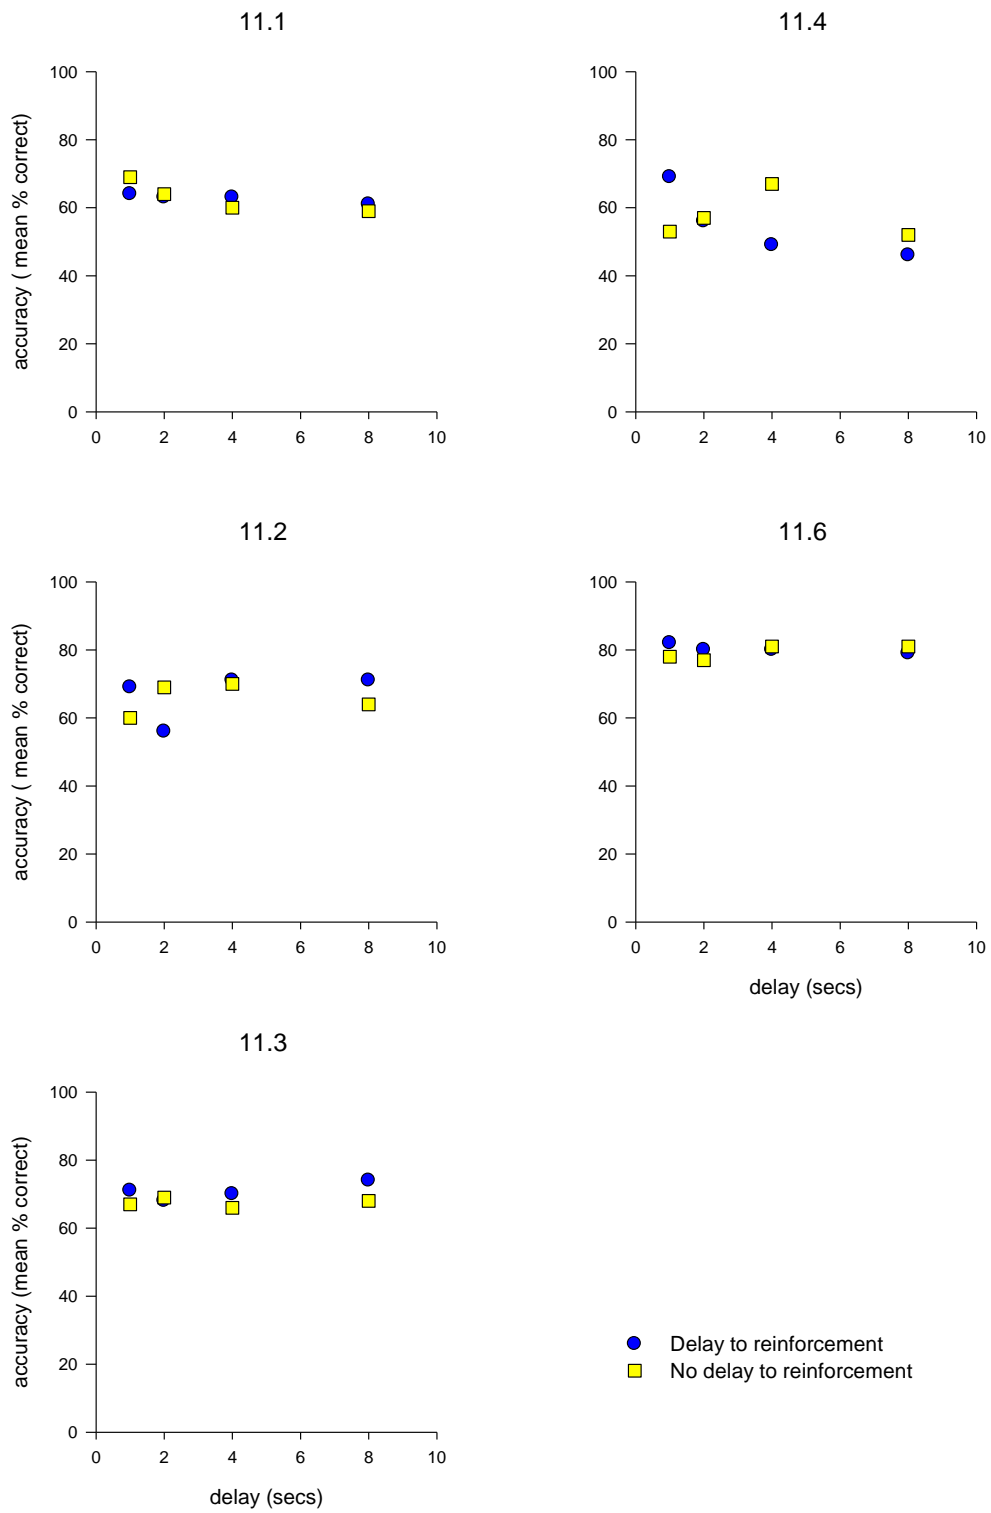 11.1
100
80
60
40
20
0
0 2 4 6 8 10
accuracy ( mean % correct)
11.4
100
80
60
40
20
0
0 2 4 6 8 10
11.2
100
80
60
40
20
0
0 2 4 6 8 10
accuracy ( mean % correct)
11.6
100
80
60
40
20
0
0 2 4 6 8 10
delay (secs)
11.3
100
80
60
40
20
0
0 2 4 6 8 10
accuracy (mean % correct)
delay (secs)
Delay to reinforcement
No delay to reinforcement